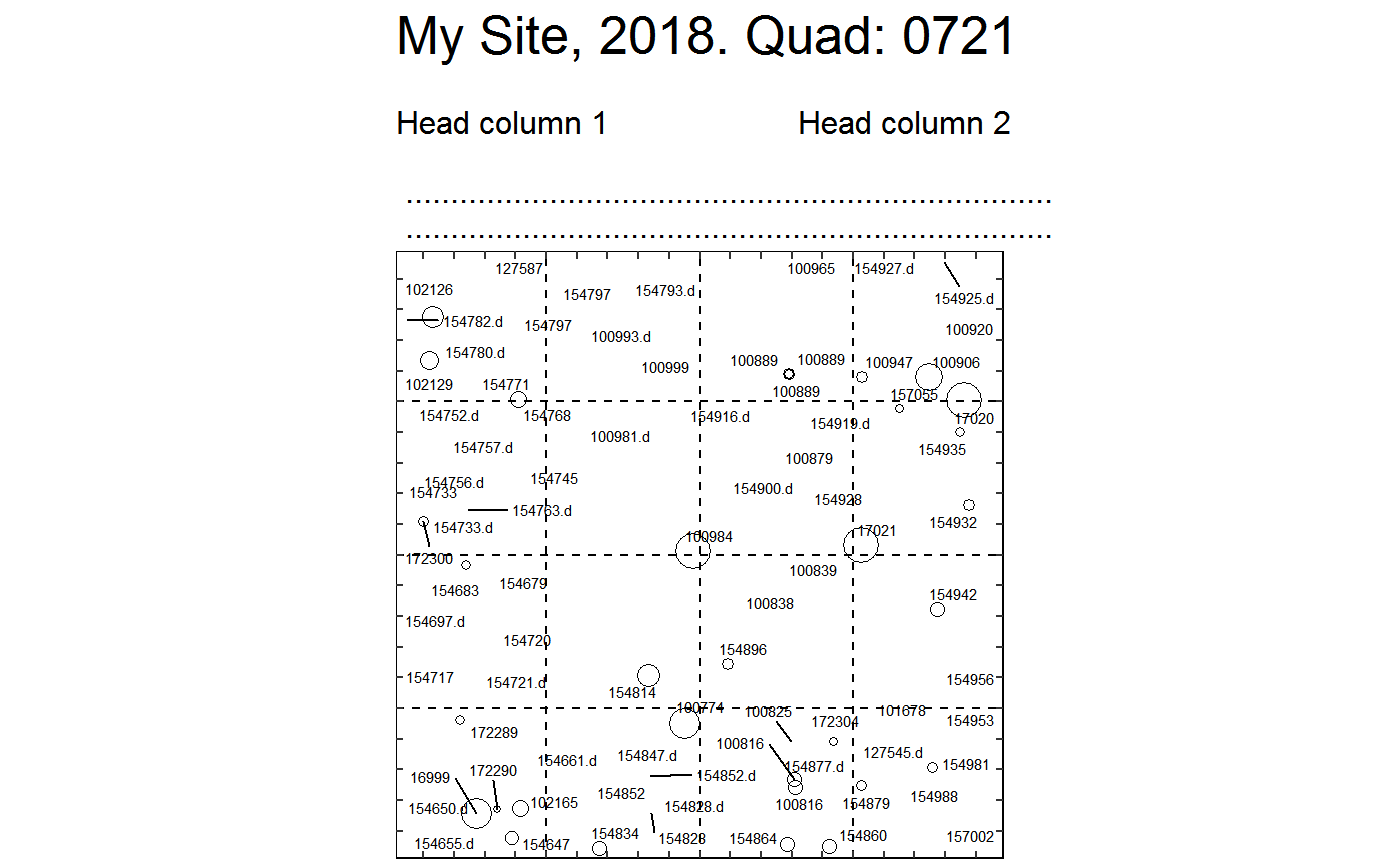 My Site, 2018. Quad: 0721
Head column 1 Head column 2
..........................................................................
..........................................................................
127587 100965 154927.d
102126 154797 154793.d 154925.d
154782.d 154797 100993.d 100920
154780.d 100999 100889 100889 100947 100906
102129 154771 100889 157055
154752.d 154768 154916.d 154919.d 17020
154757.d 100981.d 100879 154935
154756.d 154745 154900.d 154928
154733
154763.d
154733.d 100984 17021 154932
172300 100839
154683 154679 100838 154942
154697.d
154720 154896
154717 154721.d 154814 154956
100774 100825 172304 101678 154953
172289 100816
154661.d 154847.d 154877.d 127545.d 154981
16999 172290 154852.d
154650.d 102165 154852 154828.d 100816 154879 154988
154655.d 154647 154834 154828 154864 154860 157002